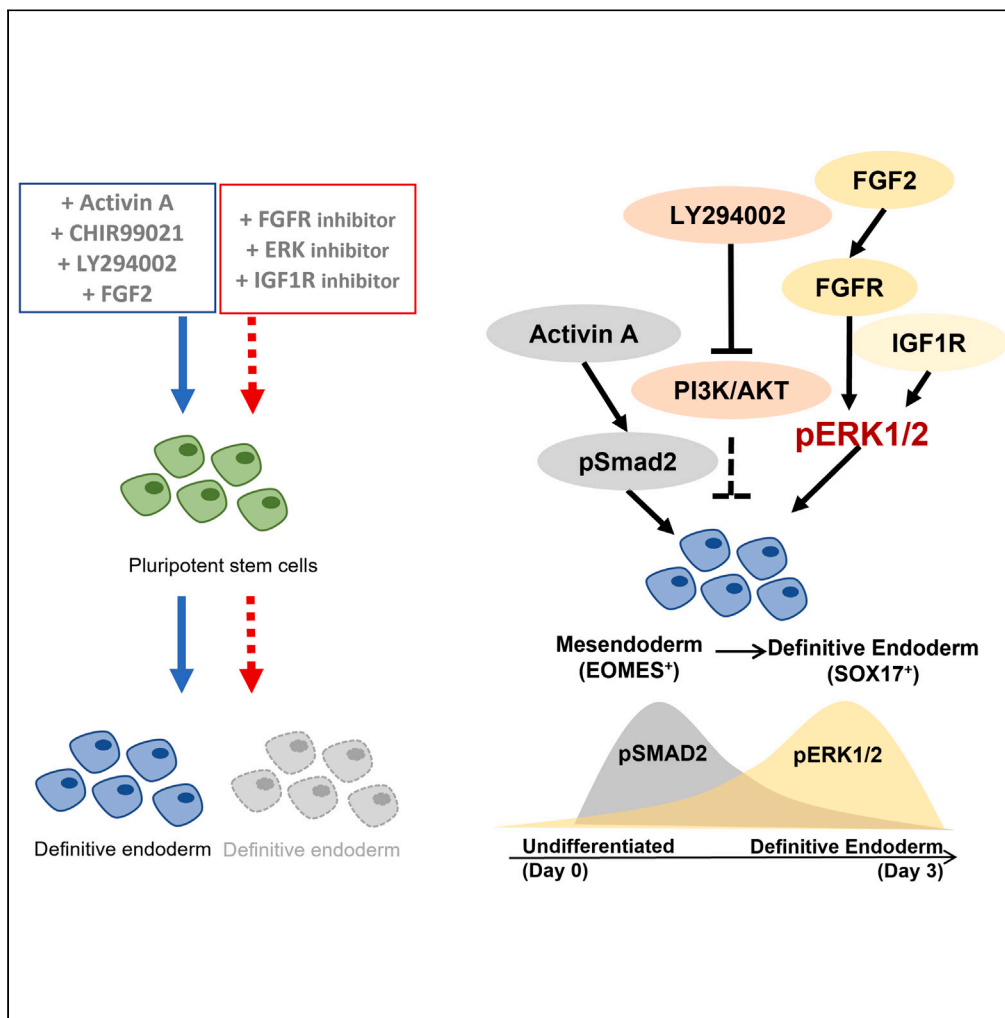 + Activin A
+ CHIR99021
+ LY294002
+ FGF2
+ FGFR inhibitor
+ ERK inhibitor
+ IGF1R inhibitor
Pluripotent stem cells
Definitive endoderm
Definitive endoderm
FGF2
LY294002
FGFR
Activin A
IGF1R
PI3K/AKT
pERK1/2
pSmad2
Mesendoderm
(EOMES⁺)
Definitive Endoderm
(SOX17⁺)
pSMAD2
pERK1/2
Undifferentiated
(Day 0)
Definitive Endoderm
(Day 3)